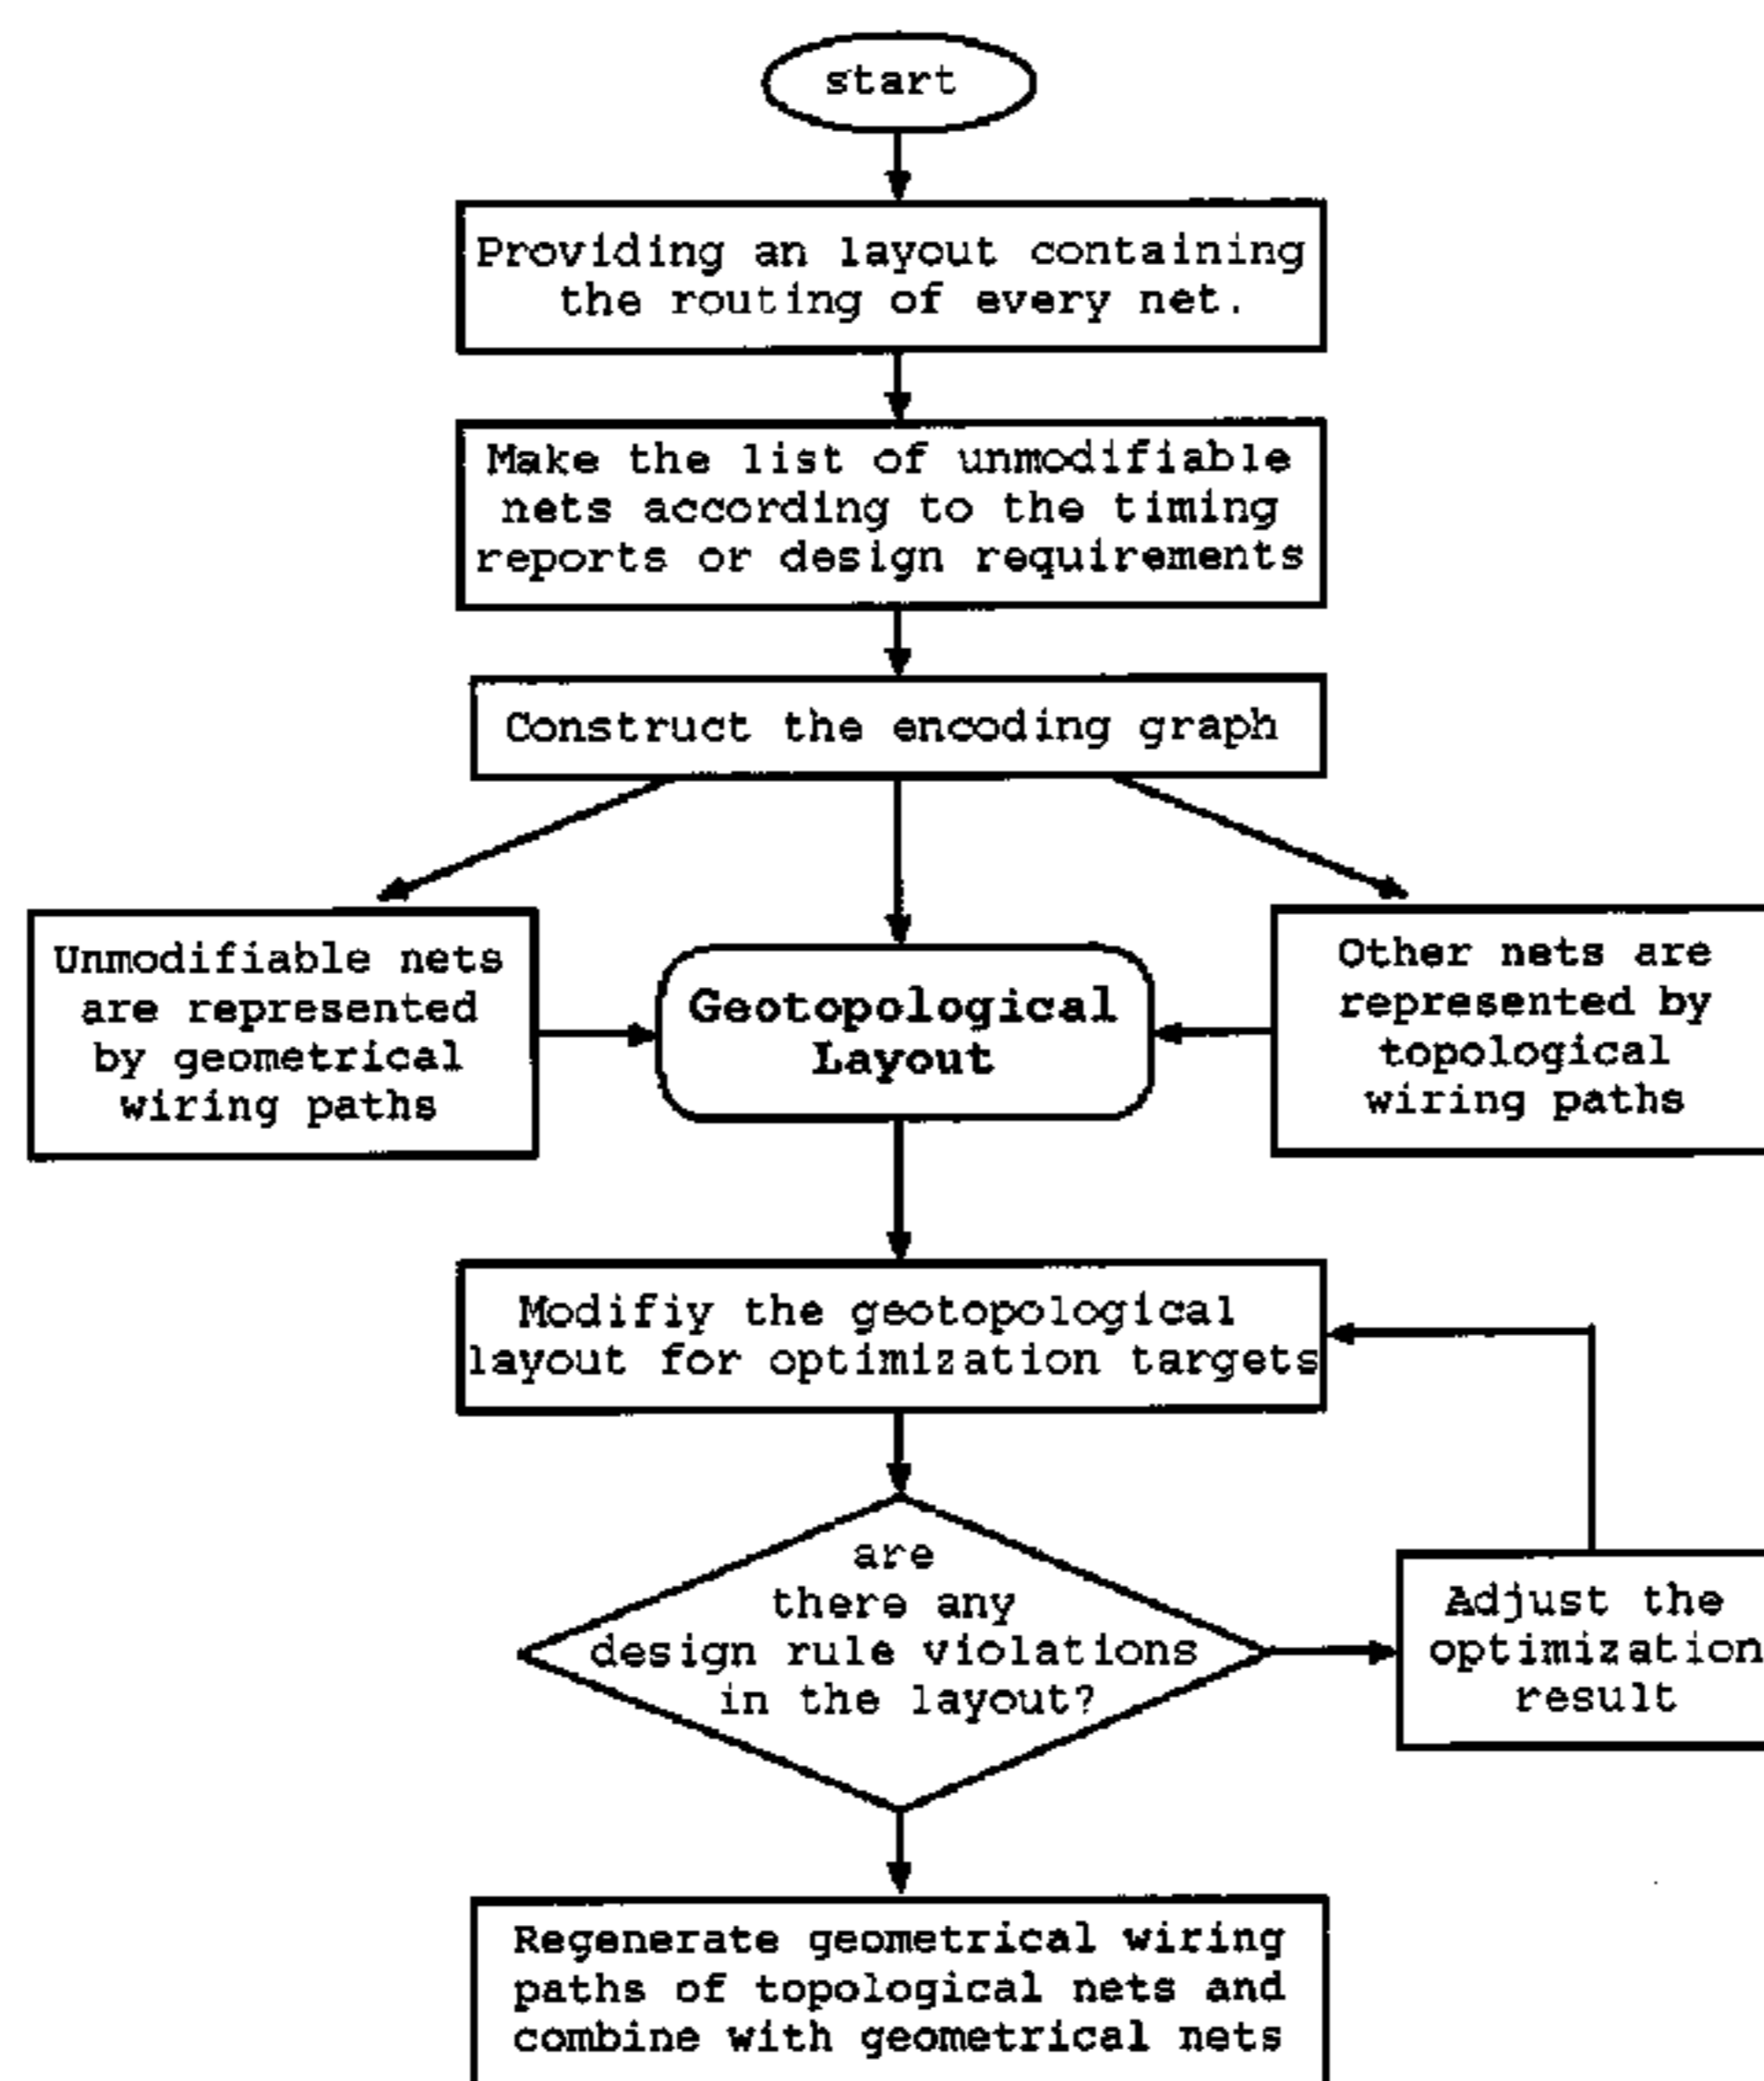 start
Providing an layout containing
the routing of every net.
Make the list of unmodifiable
nets according to the timing
reports or design requirements
Construct the encoding graph
Unmodifiable nets
are represented
by geometrical
wiring paths
Geotopological
Layout
Other nets are
represented by
topological
wiring paths
Modifiy the geotopological
layout for optimization targets
are
there any
design rule violations
in the layout?
Adjust the
optimization
result
Regenerate geometrical wiring
paths of topological nets and
combine with geometrical nets